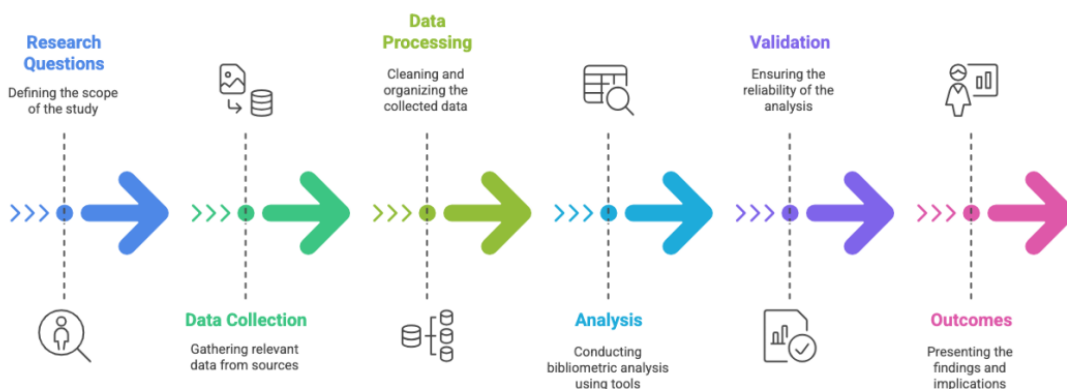 Research
Questions
Defining the scope
of the study
Data Collection
Gathering relevant
data from sources
Data
Processing
Cleaning and
organizing the
collected data
Analysis
Conducting
bibliometric analysis
using tools
Validation
Ensuring the
reliability of the
analysis
Outcomes
Presenting the
findings and
implications